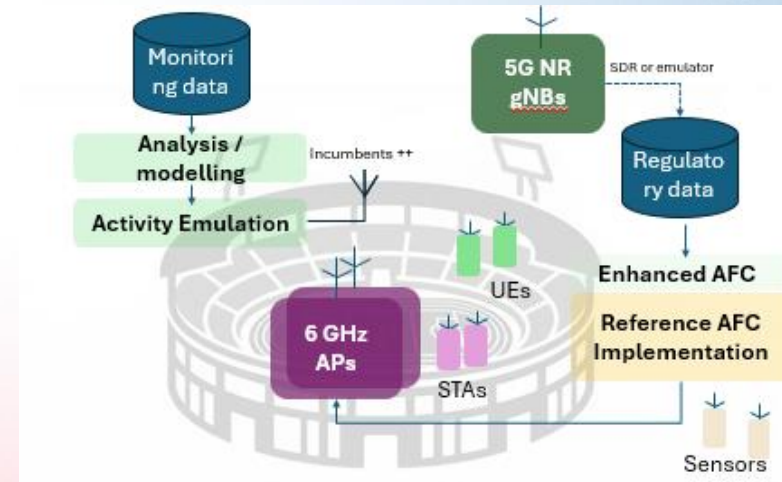 Monitori
ng data
Analysis /
modelling
Activity Emulation
Incumbents ++
5G NR
gNBs
SDR or emulator
Regulato
ry data
Enhanced AFC
Reference AFC
Implementation
UEs
6 GHz
APs
STAs
Sensors